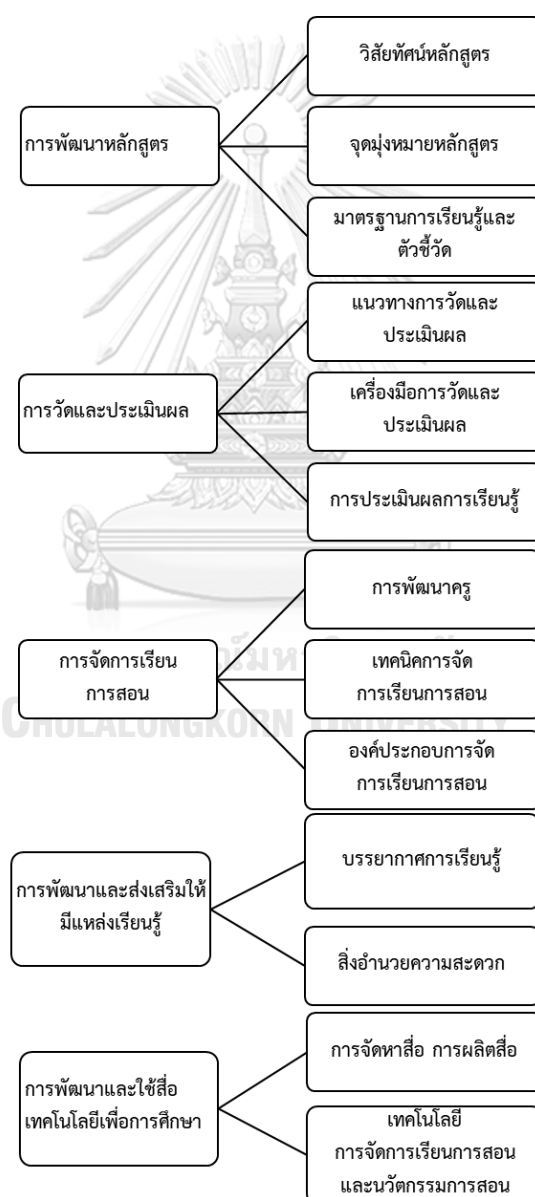 วิสัยทัศน์หลักสูตร
การพัฒนาหลักสูตร
จุดมุ่งหมายหลักสูตร
มาตรฐานการเรียนรู้และ
ตัวชี้วัด
แนวทางการวัดและ
ประเมินผล
การวัดและประเมินผล
เครื่องมือการวัดและ
ประเมินผล
การประเมินผลการเรียนรู้
การพัฒนาครู
การจัดการเรียน
การสอน
เทคนิคการจัด
การเรียนการสอน
CHULALONGKORN UNIVERSITY
องค์ประกอบการจัด
การเรียนการสอน
บรรยากาศการเรียนรู้
การพัฒนาและส่งเสริมให้
มีแหล่งเรียนรู้
สิ่งอำนวยความสะดวก
การจัดหาสื่อ การผลิตสื่อ
การพัฒนาและใช้สื่อ
เทคโนโลยีเพื่อการศึกษา
เทคโนโลยี
การจัดการเรียนการสอน
และนวัตกรรมการสอน